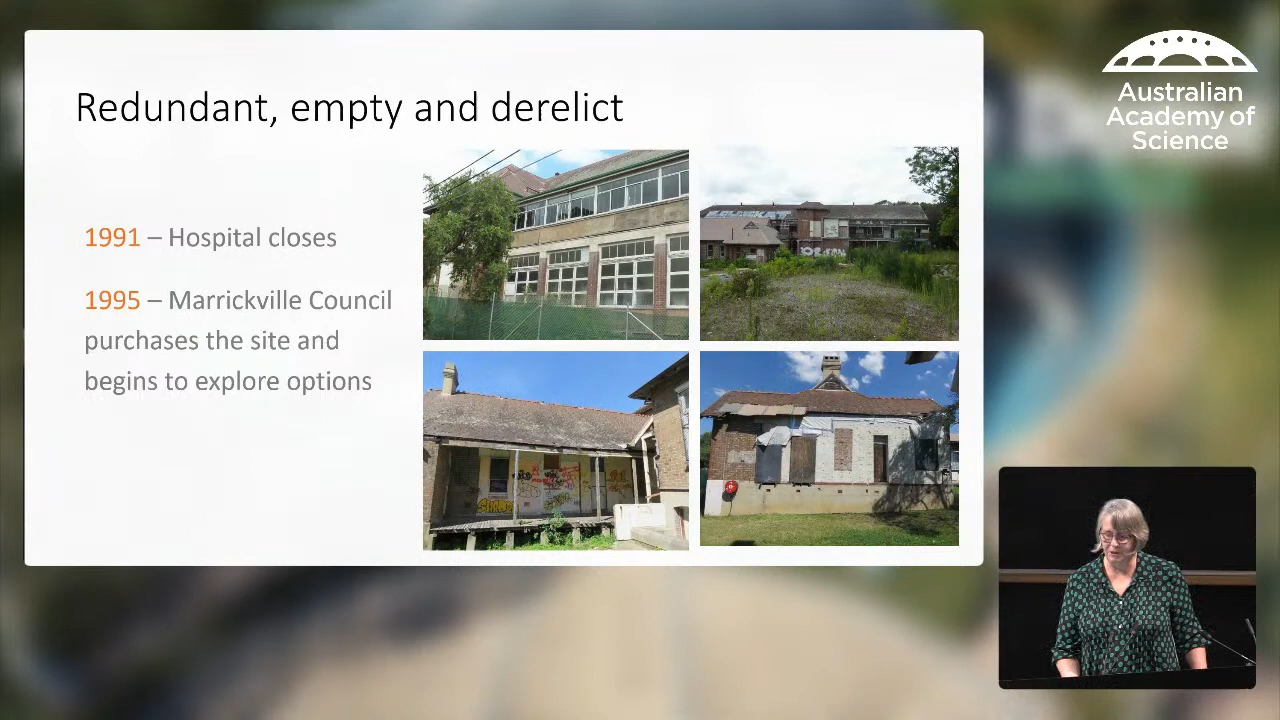 Redundant, empty and derelict
1991 – Hospital closes
1995 – Marrickville Council
purchases the site and
begins to explore options
Australian
Academy of
Science